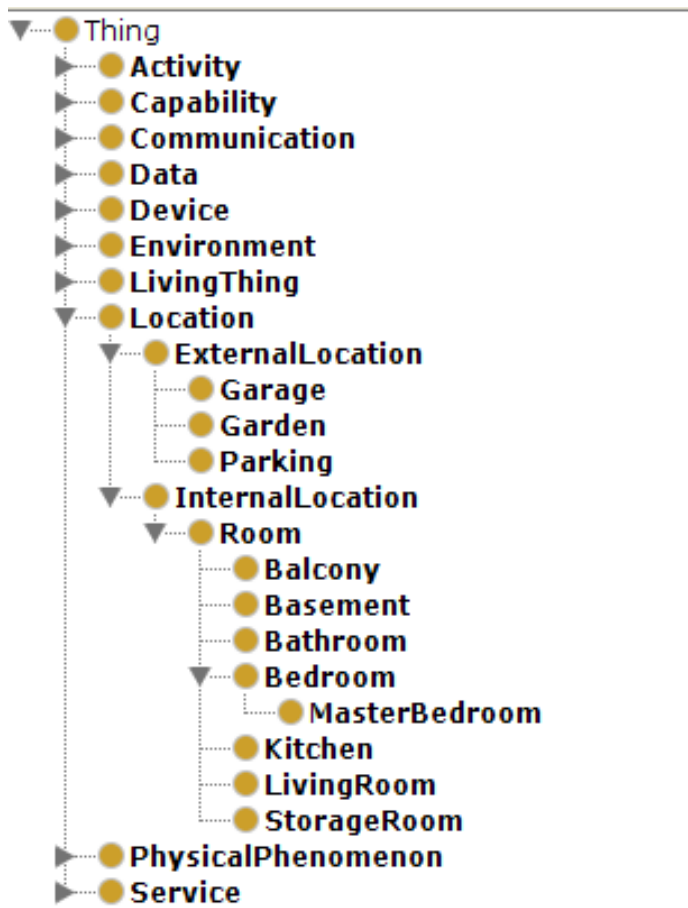 Thing
Activity
Capability
Communication
Data
Device
Environment
LivingThing
Location
ExternalLocation
Garage
Garden
Parking
InternalLocation
Room
Balcony
Basement
Bathroom
Bedroom
MasterBedroom
Kitchen
LivingRoom
StorageRoom
PhysicalPhenomenon
Service